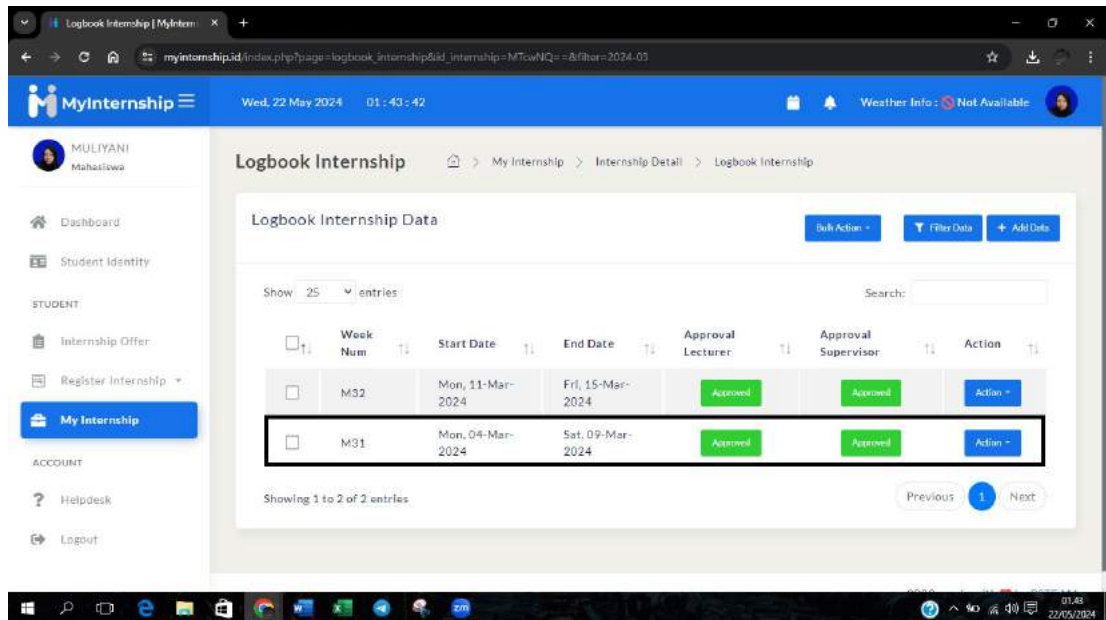 Logbook Internship | MyIntern
myinternship.id/index.php?page=logbook_internship&id_internship=MTcwNQ==&filter=2024-03
MyInternship
Wed, 22 May 2024 01:43:42
Weather Info : Not Available
MULIYANI
Mahasiswa
Logbook Internship
> My Internship > Internship Detail > Logbook Internship
Dashboard
Student Identity
STUDENT
Internship Offer
Register Internship
My Internship
ACCOUNT
Helpdesk
Logout
Logbook Internship Data
Bulk Action
Filter Data
+ Add Data
Show 25 entries
Search:
Week Num
Start Date
End Date
Approval Lecturer
Approval Supervisor
Action
M32
Mon, 11-Mar-2024
Fri, 15-Mar-2024
Approved
Approved
Action
M31
Mon, 04-Mar-2024
Sat, 09-Mar-2024
Approved
Approved
Action
Showing 1 to 2 of 2 entries
Previous 1 Next
zm
01.43
22/05/2024